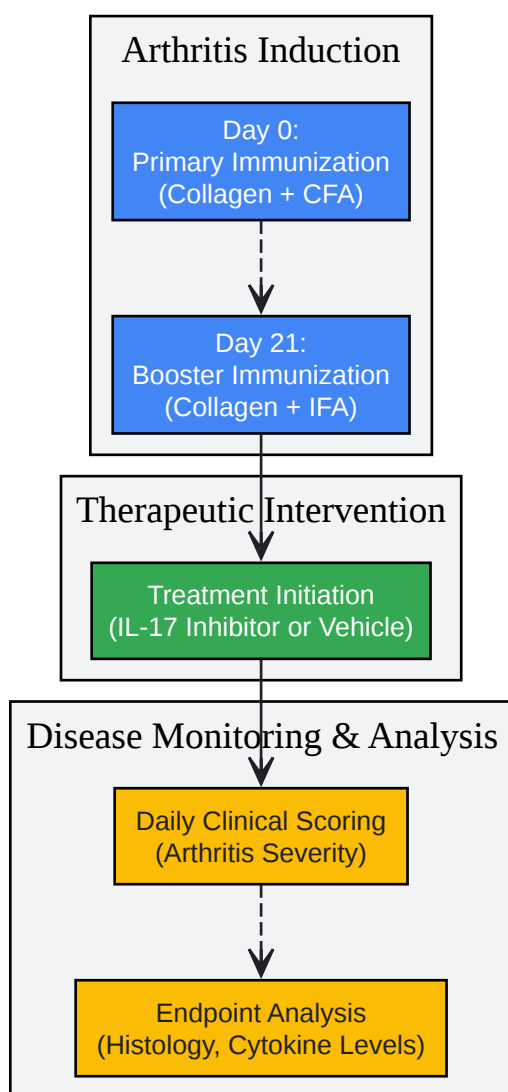 Arthritis Induction
Day 0:
Primary Immunization
(Collagen + CFA)
Day 21:
Booster Immunization
(Collagen + IFA)
Therapeutic Intervention
Treatment Initiation
(IL-17 Inhibitor or Vehicle)
Disease Monitoring & Analysis
Daily Clinical Scoring
(Arthritis Severity)
Endpoint Analysis
(Histology, Cytokine Levels)